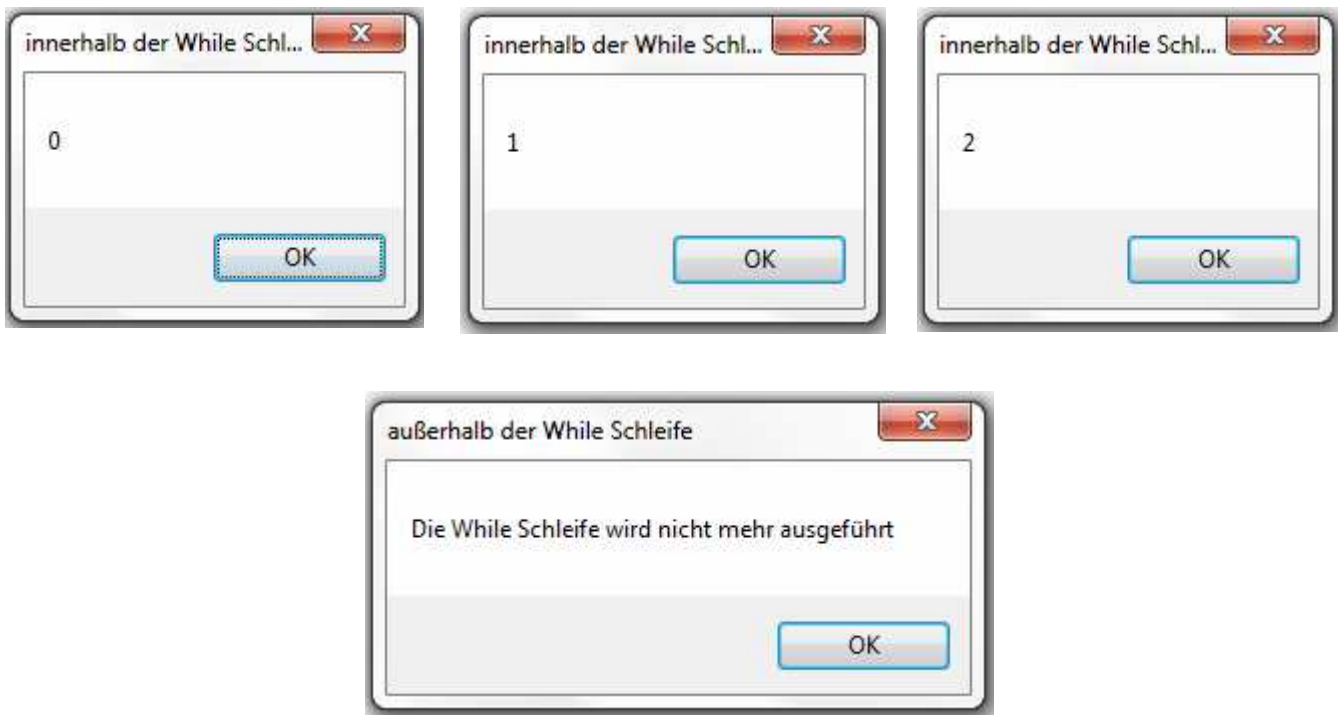 innerhalb der While Schl...
0
OK
innerhalb der While Schl...
1
OK
innerhalb der While Schl...
2
OK
außerhalb der While Schleife
Die While Schleife wird nicht mehr ausgeführt
OK